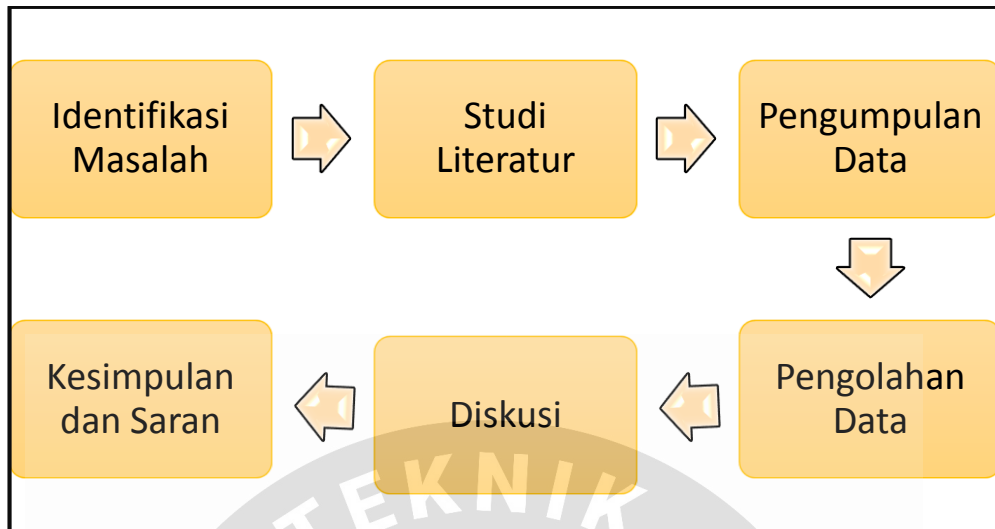 Identifikasi
Masalah
Studi
Literatur
Pengumpulan
Data
Pengolahan
Data
Diskusi
Kesimpulan
dan Saran
TEKNIK